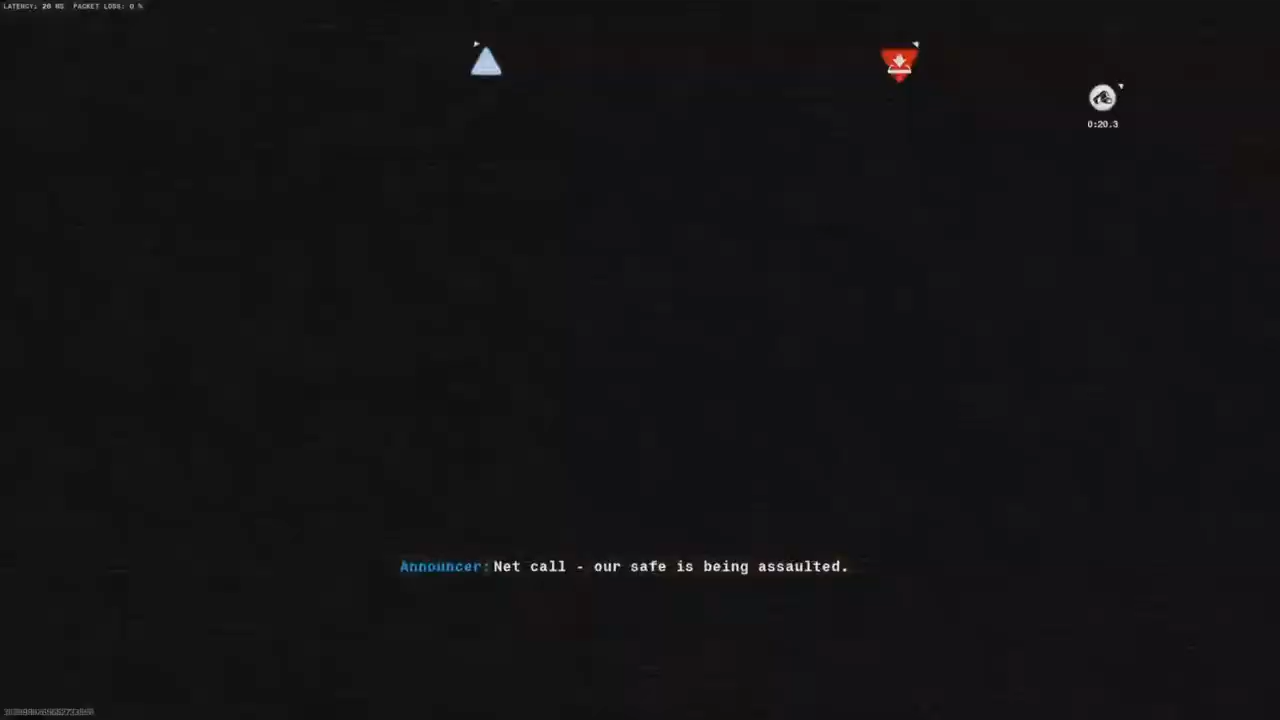 LATENCY: 20 MS PACKET LOSS: 0 %
0:20.3
Announcer: Net call - our safe is being assaulted.